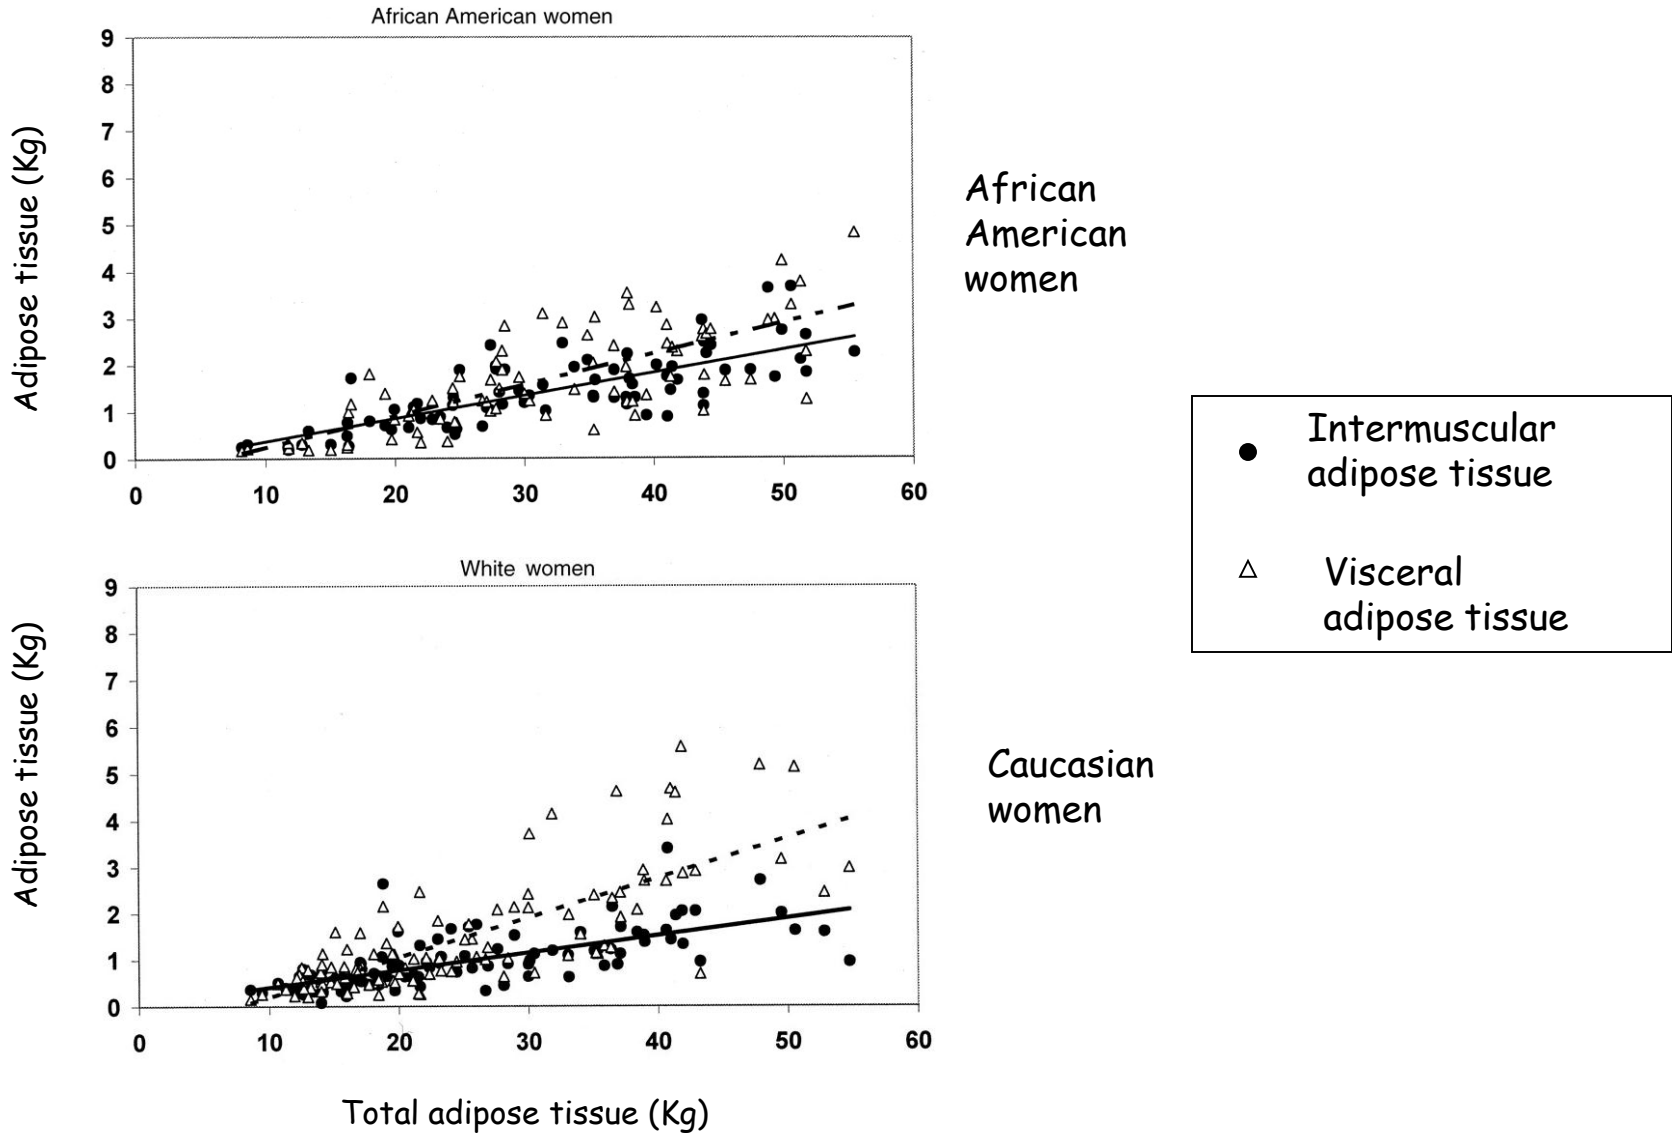 African American women
9
8
7
6
5
4
3
2
1
0
0 10 20 30 40 50 60
Adipose tissue (Kg)
African
American
women
Intermuscular
adipose tissue
Visceral
adipose tissue
White women
9
8
7
6
5
4
3
2
1
0
0 10 20 30 40 50 60
Adipose tissue (Kg)
Caucasian
women
Total adipose tissue (Kg)